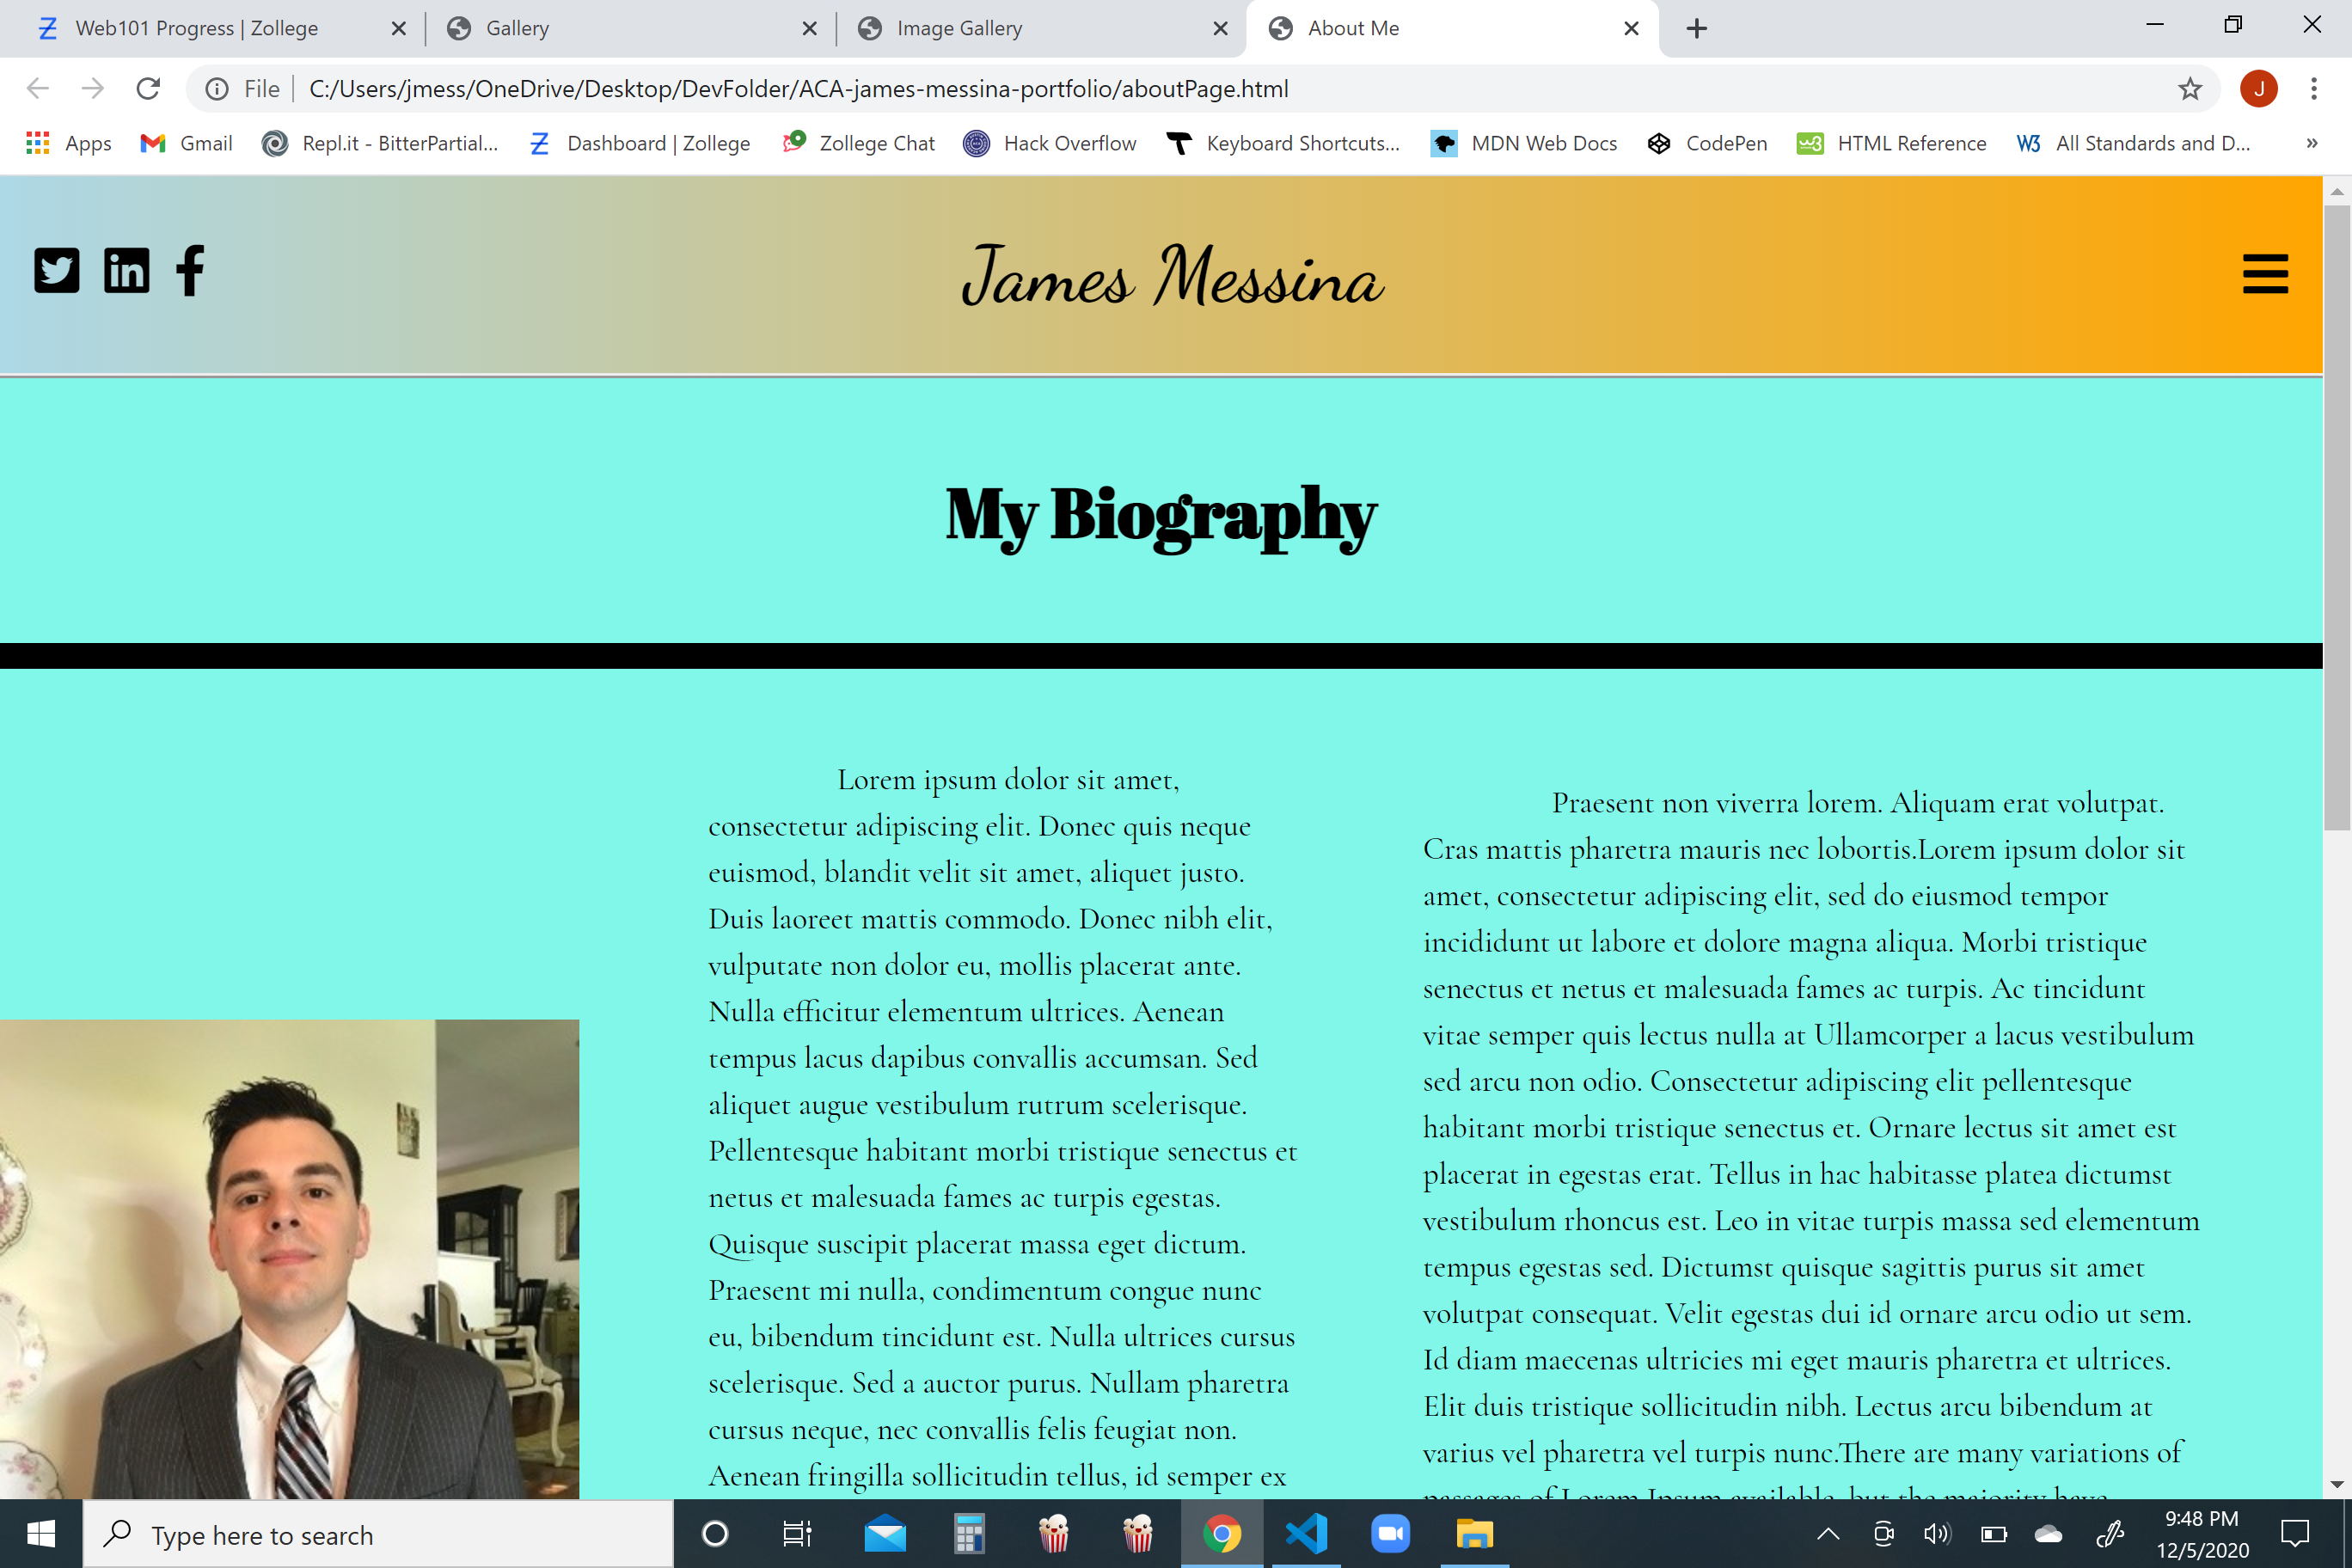 Web101 Progress | Zollege
Gallery
Image Gallery
About Me
File
C:/Users/jmess/OneDrive/Desktop/DevFolder/ACA-james-messina-portfolio/aboutPage.html
J
Apps
Gmail
Repl.it - BitterPartial...
Dashboard | Zollege
Zollege Chat
Hack Overflow
Keyboard Shortcuts...
MDN Web Docs
CodePen
HTML Reference
All Standards and D...
James Messina
My Biography
Lorem ipsum dolor sit amet,
consectetur adipiscing elit. Donec quis neque
euismod, blandit velit sit amet, aliquet justo.
Duis laoreet mattis commodo. Donec nibh elit,
vulputate non dolor eu, mollis placerat ante.
Nulla efficitur elementum ultrices. Aenean
tempus lacus dapibus convallis accumsan. Sed
aliquet augue vestibulum rutrum scelerisque.
Pellentesque habitant morbi tristique senectus et
netus et malesuada fames ac turpis egestas.
Quisque suscipit placerat massa eget dictum.
Praesent mi nulla, condimentum congue nunc
eu, bibendum tincidunt est. Nulla ultrices cursus
scelerisque. Sed a auctor purus. Nullam pharetra
cursus neque, nec convallis felis feugiat non.
Aenean fringilla sollicitudin tellus, id semper ex
Praesent non viverra lorem. Aliquam erat volutpat.
Cras mattis pharetra mauris nec lobortis.Lorem ipsum dolor sit
amet, consectetur adipiscing elit, sed do eiusmod tempor
incididunt ut labore et dolore magna aliqua. Morbi tristique
senectus et netus et malesuada fames ac turpis. Ac tincidunt
vitae semper quis lectus nulla at Ullamcorper a lacus vestibulum
sed arcu non odio. Consectetur adipiscing elit pellentesque
habitant morbi tristique senectus et. Ornare lectus sit amet est
placerat in egestas erat. Tellus in hac habitasse platea dictumst
vestibulum rhoncus est. Leo in vitae turpis massa sed elementum
tempus egestas sed. Dictumst quisque sagittis purus sit amet
volutpat consequat. Velit egestas dui id ornare arcu odio ut sem.
Id diam maecenas ultricies mi eget mauris pharetra et ultrices.
Elit duis tristique sollicitudin nibh. Lectus arcu bibendum at
varius vel pharetra vel turpis nunc.There are many variations of
passages of Lorem Ipsum available, but the majority have
Type here to search
9:48 PM
12/5/2020